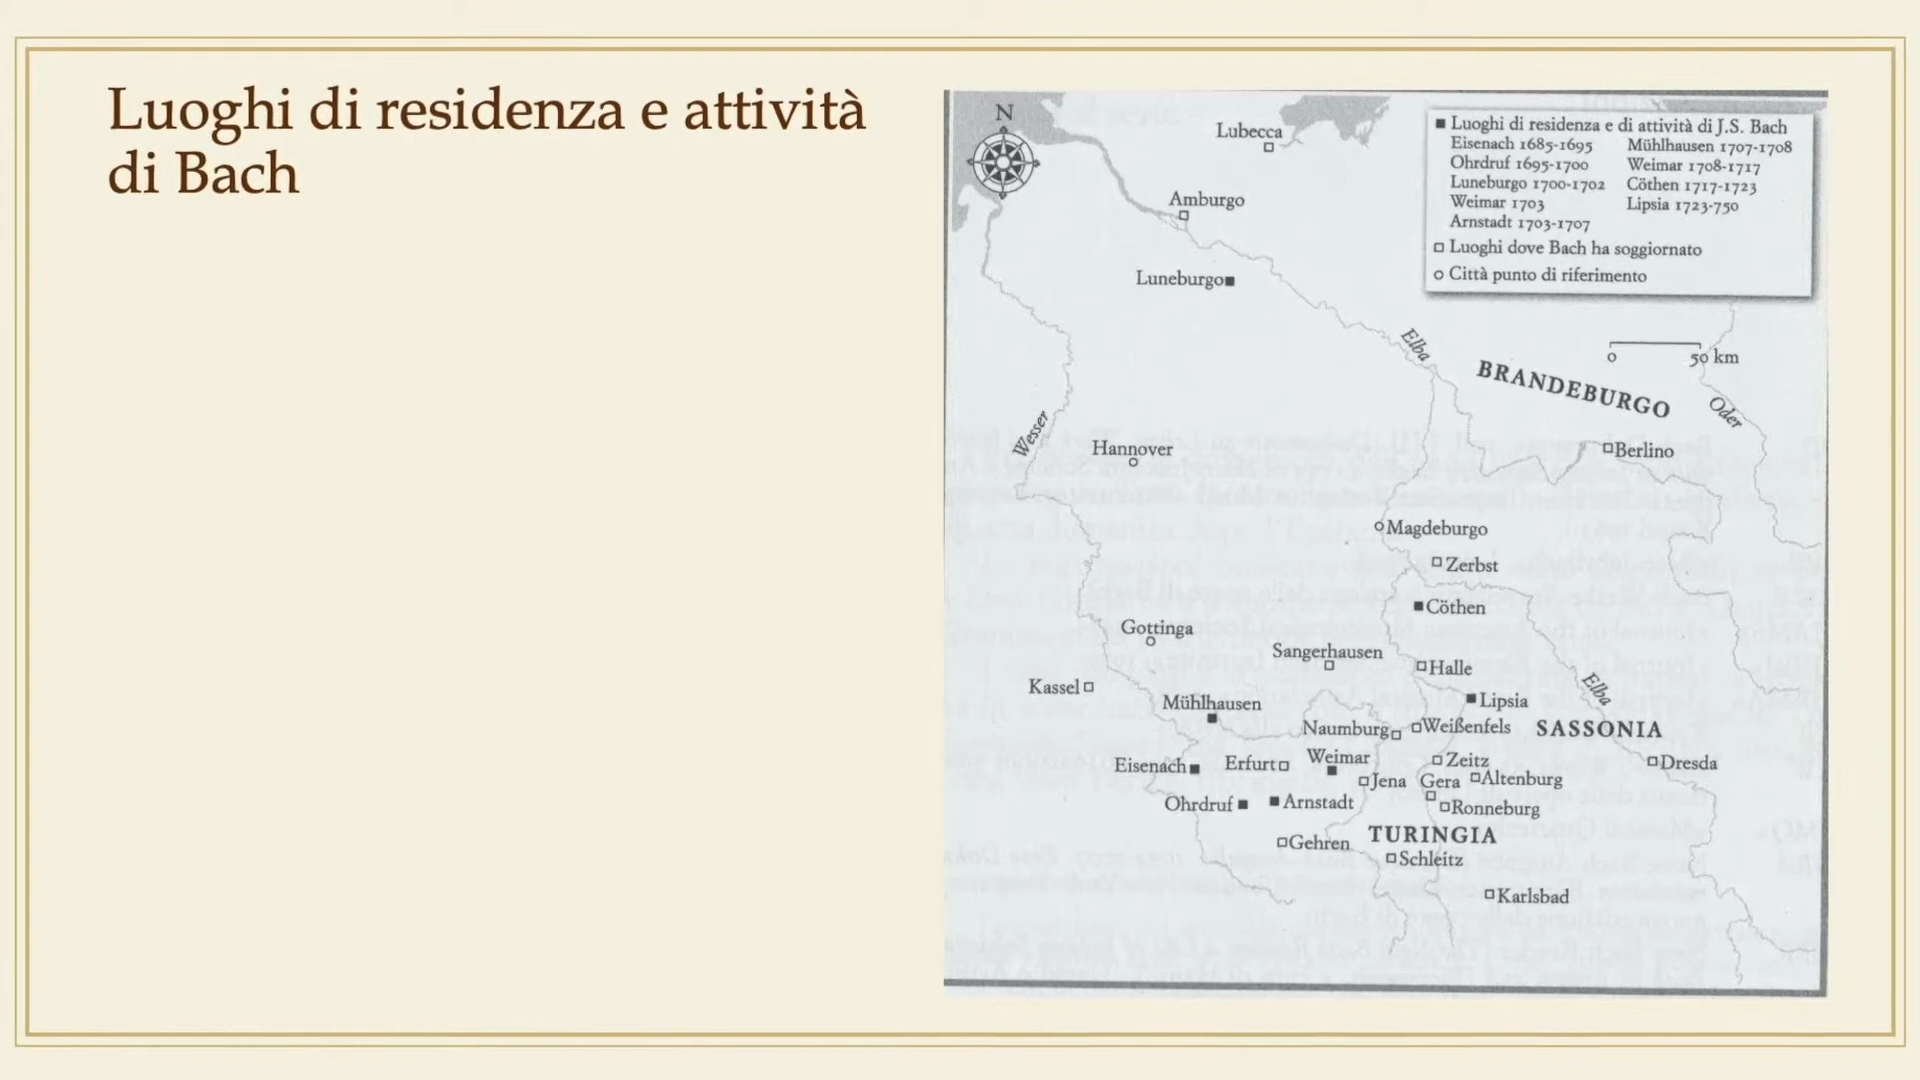 Luoghi di residenza e attività
di Bach
N
■ Luoghi di residenza e di attività di J.S. Bach
Eisenach 1685-1695
Ohrdruf 1695-1700
Luneburgo 1700-1702
Weimar 1703
Arnstadt 1703-1707
Mühlhausen 1707-1708
Weimar 1708-1717
Cöthen 1717-1723
Lipsia 1723-750
Luoghi dove Bach ha soggiornato
Città punto di riferimento
0 50 km
Lubecca
Amburgo
Luneburgo
Elba
BRANDEBURGO
Oder
Wesser
Hannover
Berlino
Magdeburgo
Zerbst
Cöthen
Gottinga
Sangerhausen
Halle
Kassel
Elba
Mühlhausen
Lipsia
Naumburg
Weißenfels
SASSONIA
Eisenach
Erfurt
Weimar
Zeitz
Dresda
Jena
Gera
Altenburg
Ohrdruf
Arnstadt
Ronneburg
TURINGIA
Gehren
Schleitz
Karlsbad